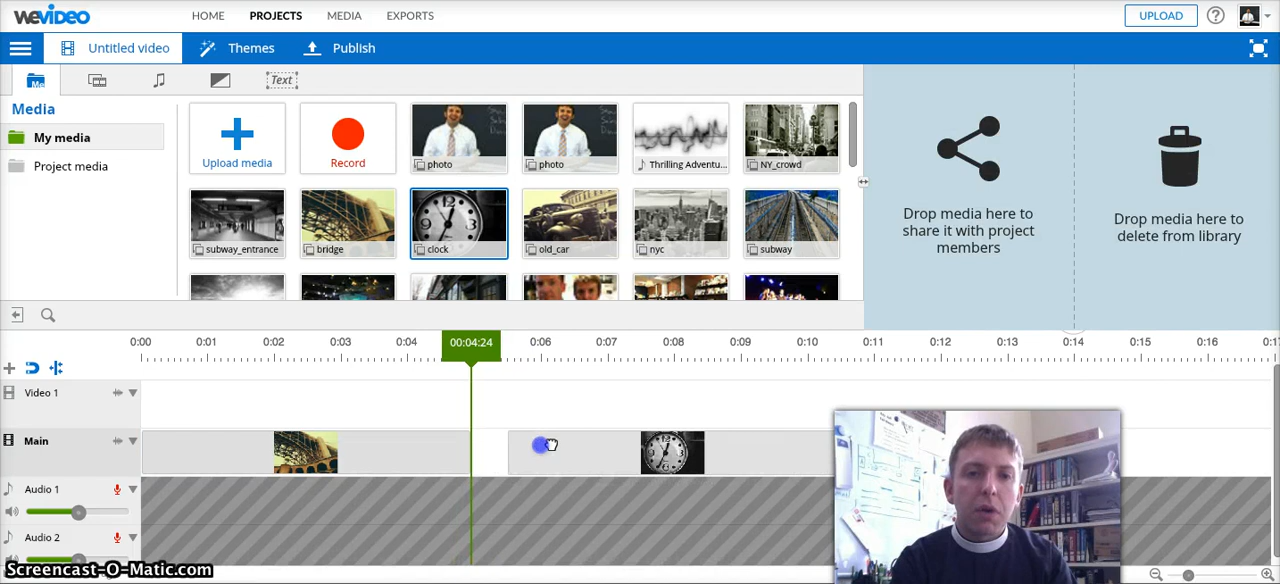 wevideo HOME PROJECTS MEDIA EXPORTS UPLOAD ?
Untitled video Themes Publish
Me Text
Media
My media
Project media
Upload media Record photo photo Thrilling Adventu... NY_crowd
subway_entrance bridge clock old_car nyc subway
Drop media here to
share it with project
members
Drop media here to
delete from library
0:00 0:01 0:02 0:03 0:04 00:04:24 0:06 0:07 0:08 0:09 0:10 0:11 0:12 0:13 0:14 0:15 0:16 0:17
Video 1
Main
Audio 1
Audio 2
Screencast-O-Matic.com